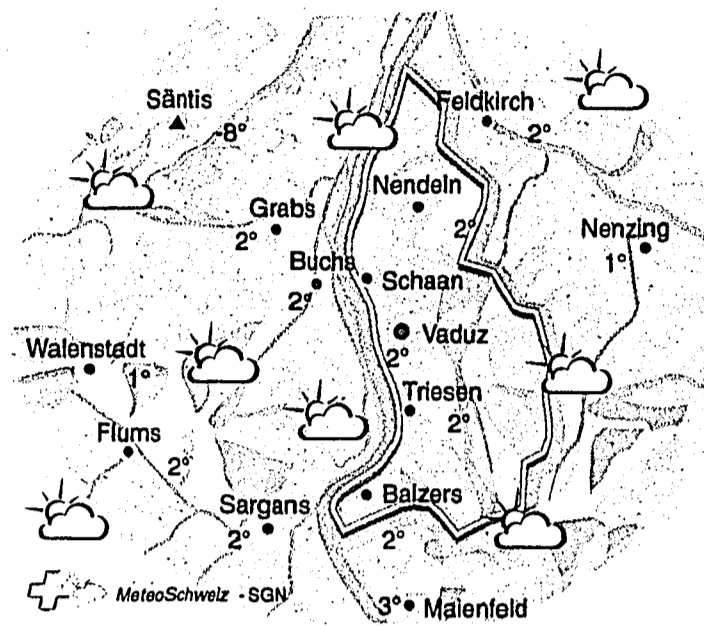 Säntis
-8°
Feldkirch
2°
Nendeln
2°
Grabs
2°
Nenzing
1°
Buchs
2°
Schaan
Vaduz
2°
Walenstadt
1°
Triesen
2°
Flums
2°
Sargans
2°
Balzers
2°
MeteoSchweiz - SGN
3°
Maienfeld